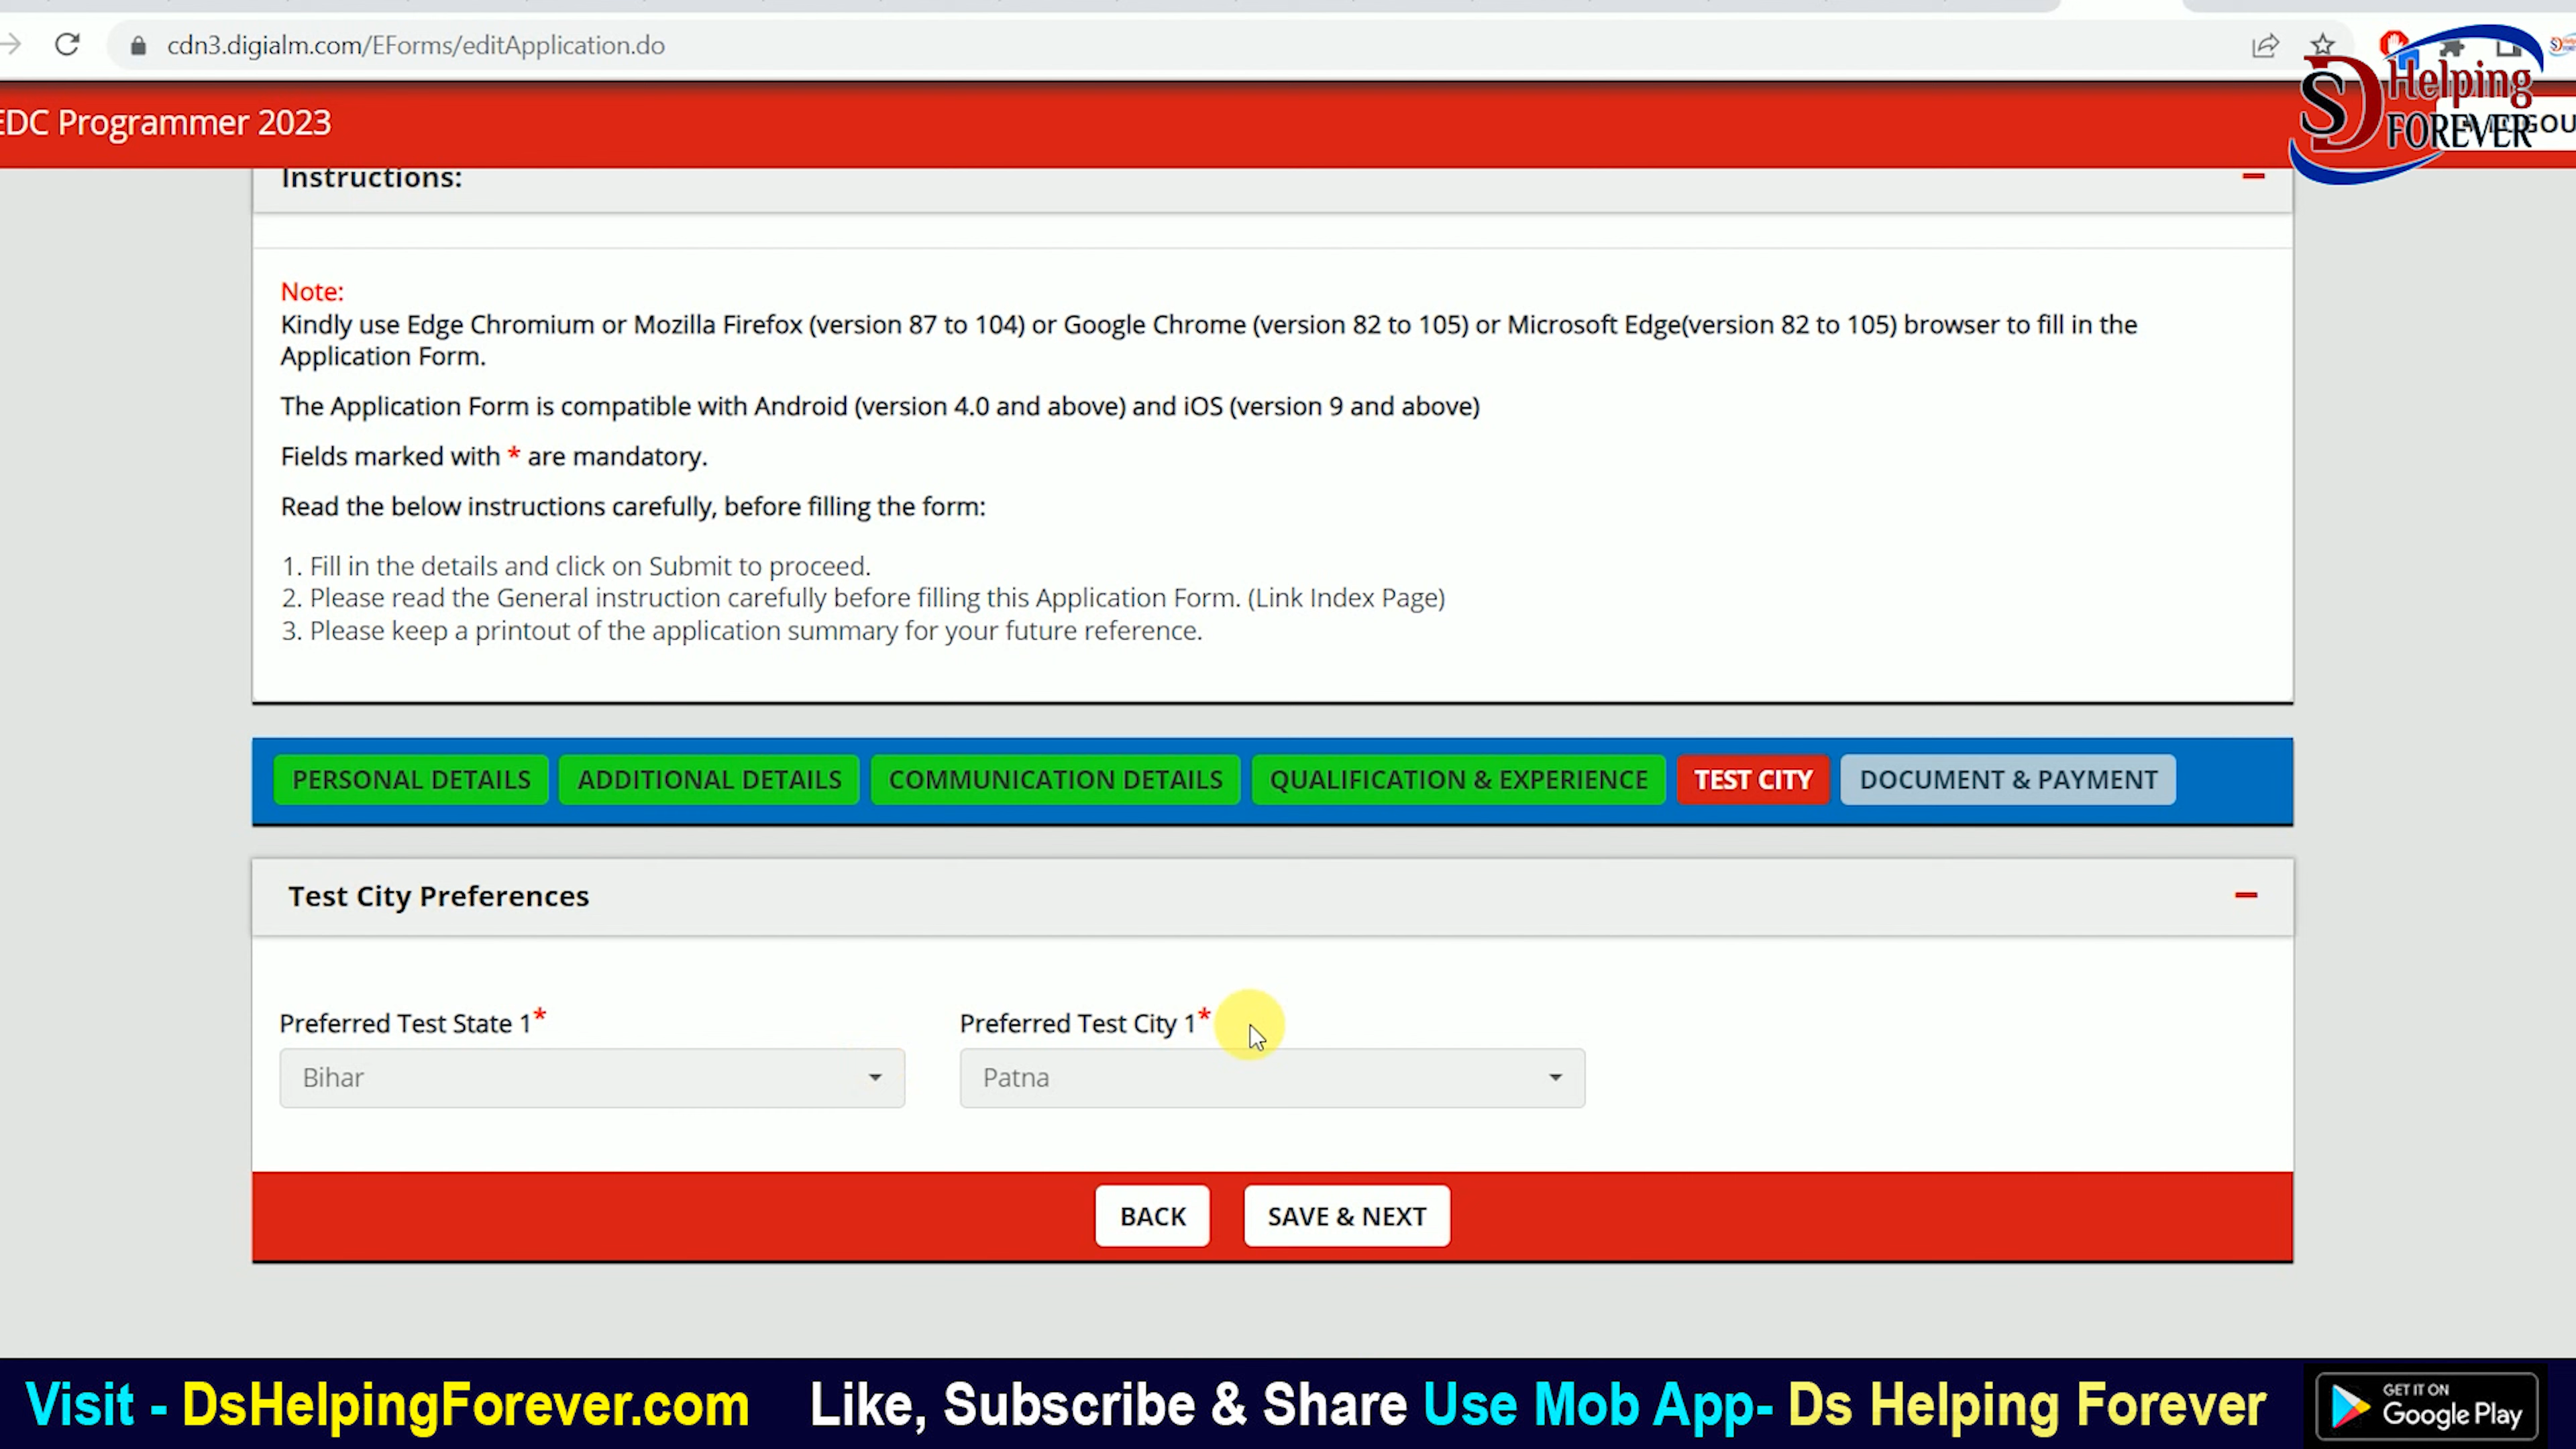 cdn3.digialm.com/EForms/editApplication.do
EDC Programmer 2023
SD Helping FOREVER
Instructions:
Note:
Kindly use Edge Chromium or Mozilla Firefox (version 87 to 104) or Google Chrome (version 82 to 105) or Microsoft Edge(version 82 to 105) browser to fill in the
Application Form.
The Application Form is compatible with Android (version 4.0 and above) and iOS (version 9 and above)
Fields marked with * are mandatory.
Read the below instructions carefully, before filling the form:
1. Fill in the details and click on Submit to proceed.
2. Please read the General instruction carefully before filling this Application Form. (Link Index Page)
3. Please keep a printout of the application summary for your future reference.
PERSONAL DETAILS ADDITIONAL DETAILS COMMUNICATION DETAILS QUALIFICATION & EXPERIENCE TEST CITY DOCUMENT & PAYMENT
Test City Preferences
Preferred Test State 1* Preferred Test City 1*
Bihar Patna
BACK SAVE & NEXT
Visit - DsHelpingForever.com Like, Subscribe & Share Use Mob App- Ds Helping Forever
GET IT ON
Google Play